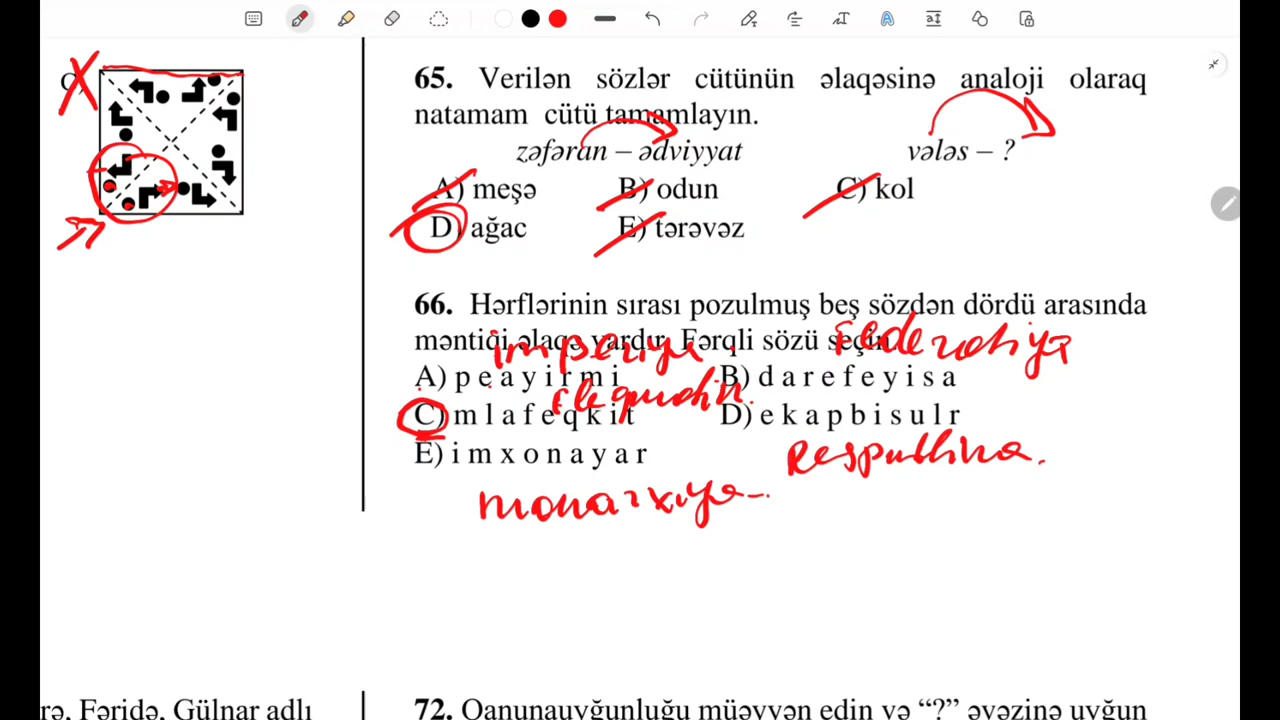 65. Verilən sözlər cütünün əlaqəsinə analoji olaraq
natamam cütü tamamlayın.
zəfəran – ədviyyat vələs – ?
A) meşə B) odun C) kol
D) ağac E) tərəvəz
66. Hərflərinin sırası pozulmuş beş sözdən dördü arasında
məntiqi əlaqə vardır. Fərqli sözü seçin.
imperiya federatiya
A) p e a y i r m i B) d a r e f e y i s a
C) m l a f e q k i t D) e k a p b i s u l r
E) i m x o n a y a r
monarxiya
rə, Fəridə, Gülnar adlı
72. Qanunauyğunluğu müəyyən edin və “?” əvəzinə uyğun